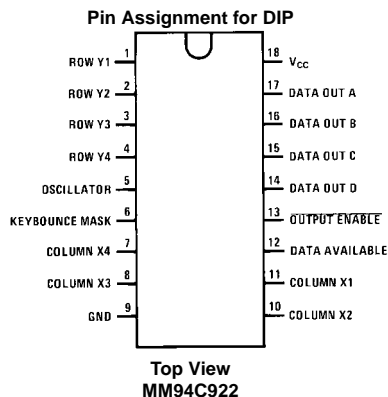 Pin Assignment for DIP
ROW Y1 1
ROW Y2 2
ROW Y3 3
ROW Y4 4
OSCILLATOR 5
KEYBOUNCE MASK 6
COLUMN X4 7
COLUMN X3 8
GND 9
18 VCC
17 DATA OUT A
16 DATA OUT B
15 DATA OUT C
14 DATA OUT D
13 OUTPUT ENABLE
12 DATA AVAILABLE
11 COLUMN X1
10 COLUMN X2
Top View
MM94C922